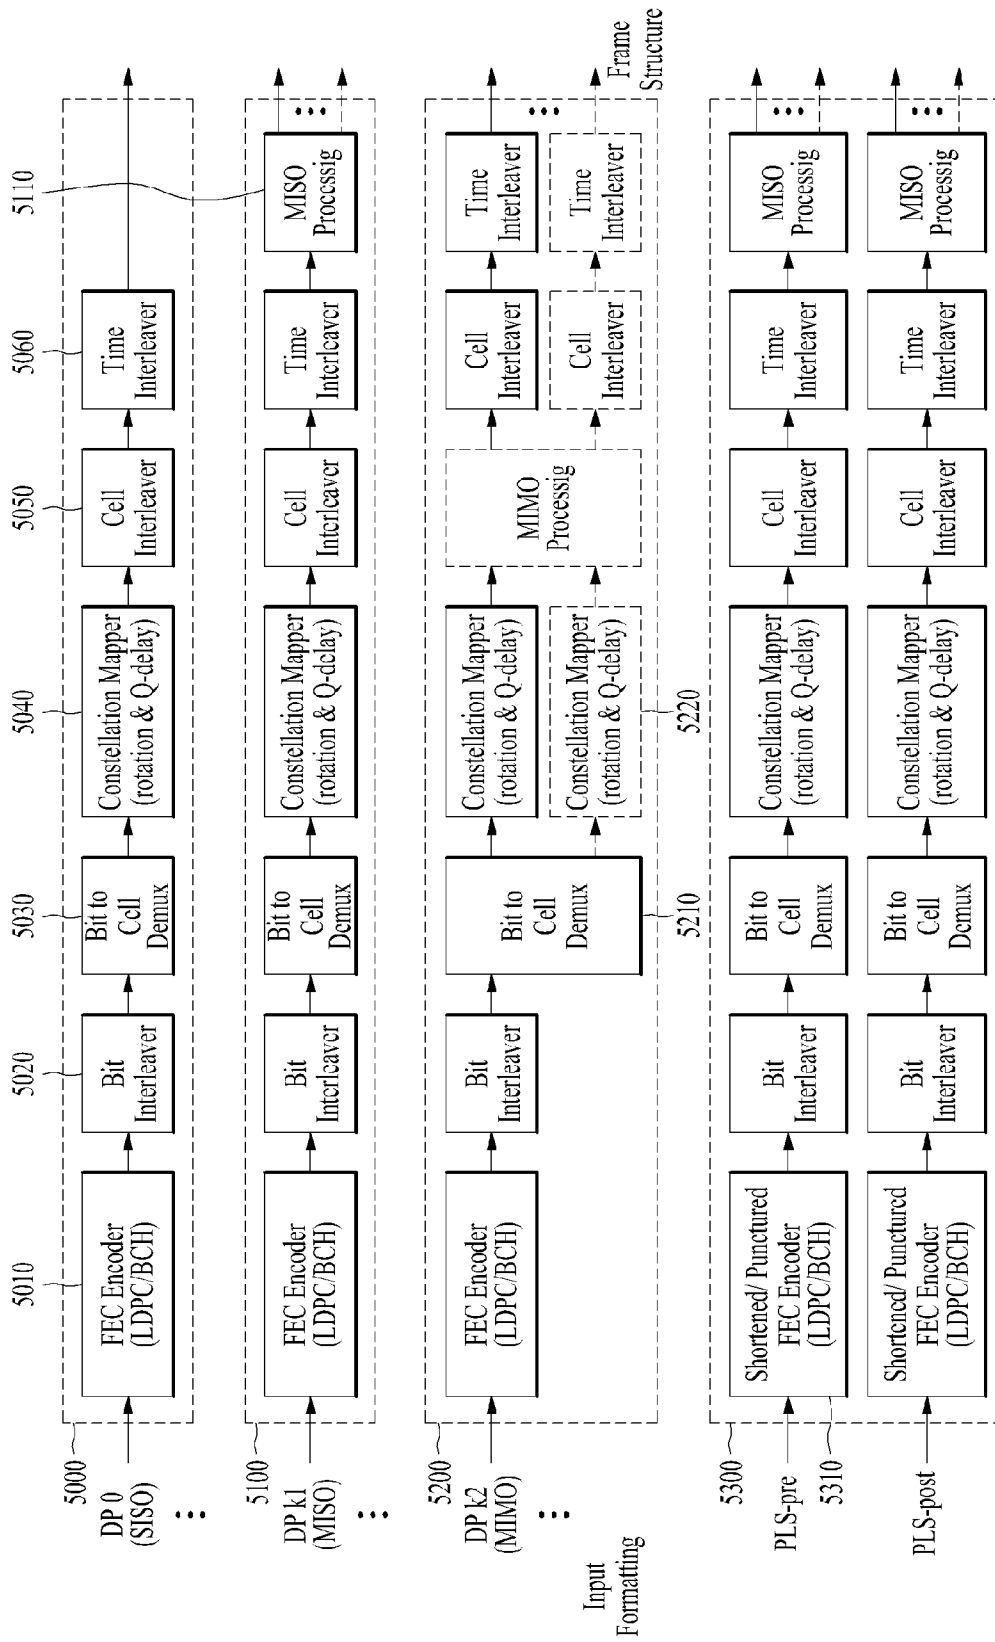 5010
5020
5030
5040
5050
5060
5110
5000
DP 0
(SISO)
FEC Encoder
(LDPC/BCH)
Bit
Interleaver
Bit to
Cell
Demux
Constellation Mapper
(rotation & Q-delay)
Cell
Interleaver
Time
Interleaver
5100
DP k1
(MISO)
FEC Encoder
(LDPC/BCH)
Bit
Interleaver
Bit to
Cell
Demux
Constellation Mapper
(rotation & Q-delay)
Cell
Interleaver
Time
Interleaver
MISO
Processig
5200
DP k2
(MIMO)
FEC Encoder
(LDPC/BCH)
Bit
Interleaver
Bit to
Cell
Demux
Constellation Mapper
(rotation & Q-delay)
Constellation Mapper
(rotation & Q-delay)
MIMO
Processig
Cell
Interleaver
Time
Interleaver
Cell
Interleaver
Time
Interleaver
5210
5220
Input
Formatting
Frame
Structure
5300
PLS-pre
5310
Shortened/ Punctured
FEC Encoder
(LDPC/BCH)
Bit
Interleaver
Bit to
Cell
Demux
Constellation Mapper
(rotation & Q-delay)
Cell
Interleaver
Time
Interleaver
MISO
Processig
PLS-post
Shortened/ Punctured
FEC Encoder
(LDPC/BCH)
Bit
Interleaver
Bit to
Cell
Demux
Constellation Mapper
(rotation & Q-delay)
Cell
Interleaver
Time
Interleaver
MISO
Processig